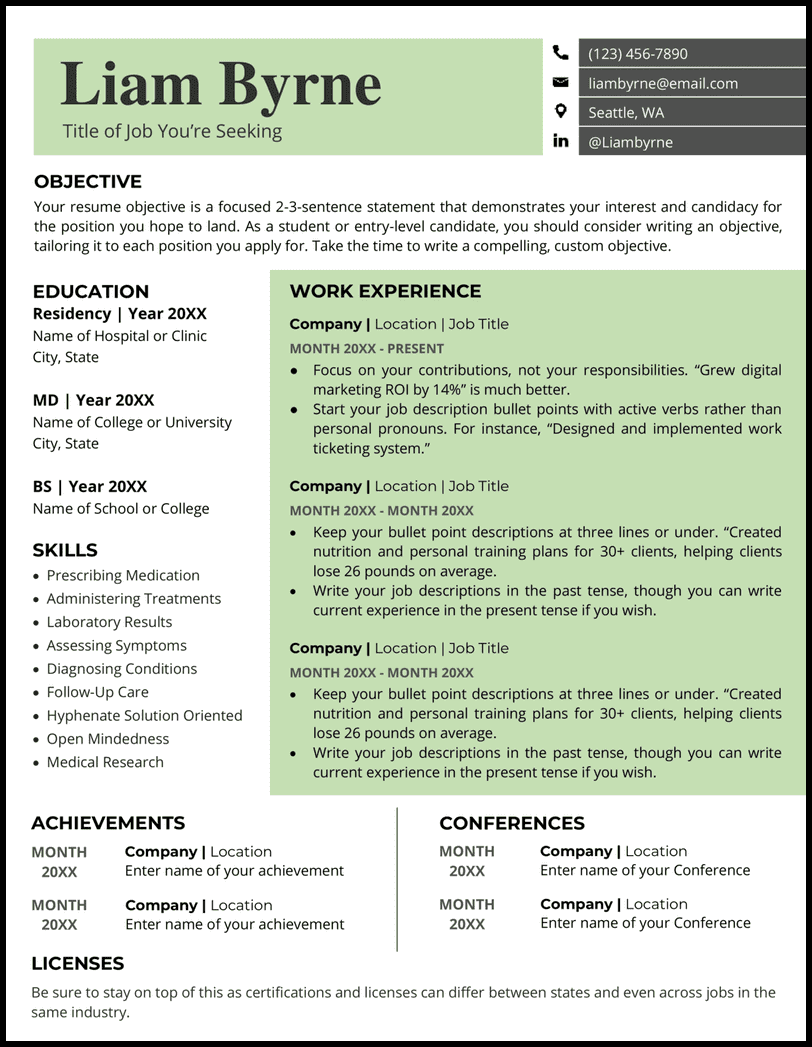 Liam Byrne
Title of Job You’re Seeking
(123) 456-7890
liambyrne@email.com
Seattle, WA
@Liambyrne
OBJECTIVE
Your resume objective is a focused 2-3-sentence statement that demonstrates your interest and candidacy for
the position you hope to land. As a student or entry-level candidate, you should consider writing an objective,
tailoring it to each position you apply for. Take the time to write a compelling, custom objective.
EDUCATION
Residency | Year 20XX
Name of Hospital or Clinic
City, State
MD | Year 20XX
Name of College or University
City, State
BS | Year 20XX
Name of School or College
SKILLS
• Prescribing Medication
• Administering Treatments
• Laboratory Results
• Assessing Symptoms
• Diagnosing Conditions
• Follow-Up Care
• Hyphenate Solution Oriented
• Open Mindedness
• Medical Research
WORK EXPERIENCE
Company | Location | Job Title
MONTH 20XX - PRESENT
• Focus on your contributions, not your responsibilities. “Grew digital
marketing ROI by 14%” is much better.
• Start your job description bullet points with active verbs rather than
personal pronouns. For instance, “Designed and implemented work
ticketing system.”
Company | Location | Job Title
MONTH 20XX - MONTH 20XX
• Keep your bullet point descriptions at three lines or under. “Created
nutrition and personal training plans for 30+ clients, helping clients
lose 26 pounds on average.
• Write your job descriptions in the past tense, though you can write
current experience in the present tense if you wish.
Company | Location | Job Title
MONTH 20XX - MONTH 20XX
• Keep your bullet point descriptions at three lines or under. “Created
nutrition and personal training plans for 30+ clients, helping clients
lose 26 pounds on average.
• Write your job descriptions in the past tense, though you can write
current experience in the present tense if you wish.
ACHIEVEMENTS
MONTH
20XX
Company | Location
Enter name of your achievement
MONTH
20XX
Company | Location
Enter name of your achievement
CONFERENCES
MONTH
20XX
Company | Location
Enter name of your Conference
MONTH
20XX
Company | Location
Enter name of your Conference
LICENSES
Be sure to stay on top of this as certifications and licenses can differ between states and even across jobs in the
same industry.